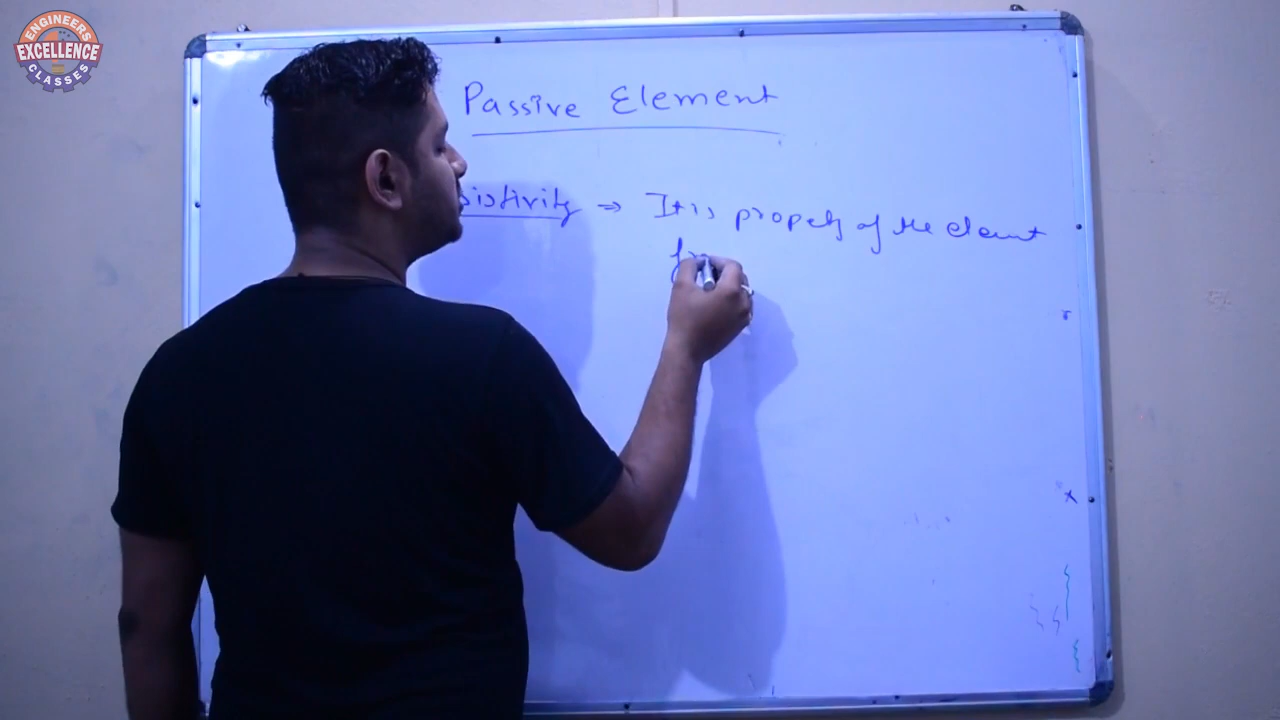 ENGINEERS
EXCELLENCE
CLASSES
Passive Element
sistivity → It is property of the element